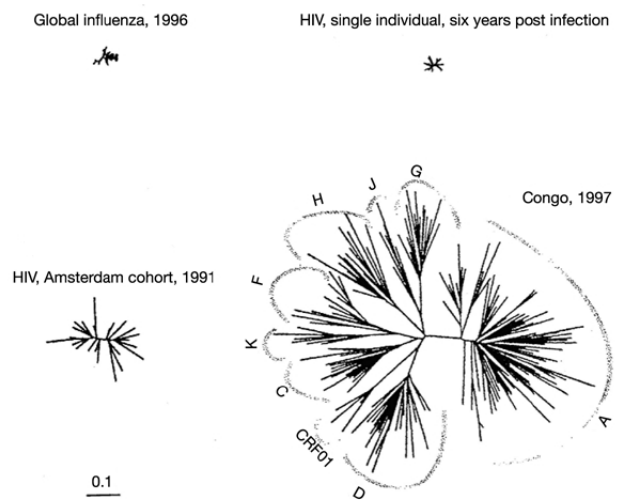 Global influenza, 1996
HIV, single individual, six years post infection
G
J
H
Congo, 1997
HIV, Amsterdam cohort, 1991
F
K
C
A
CRF01
0.1
D